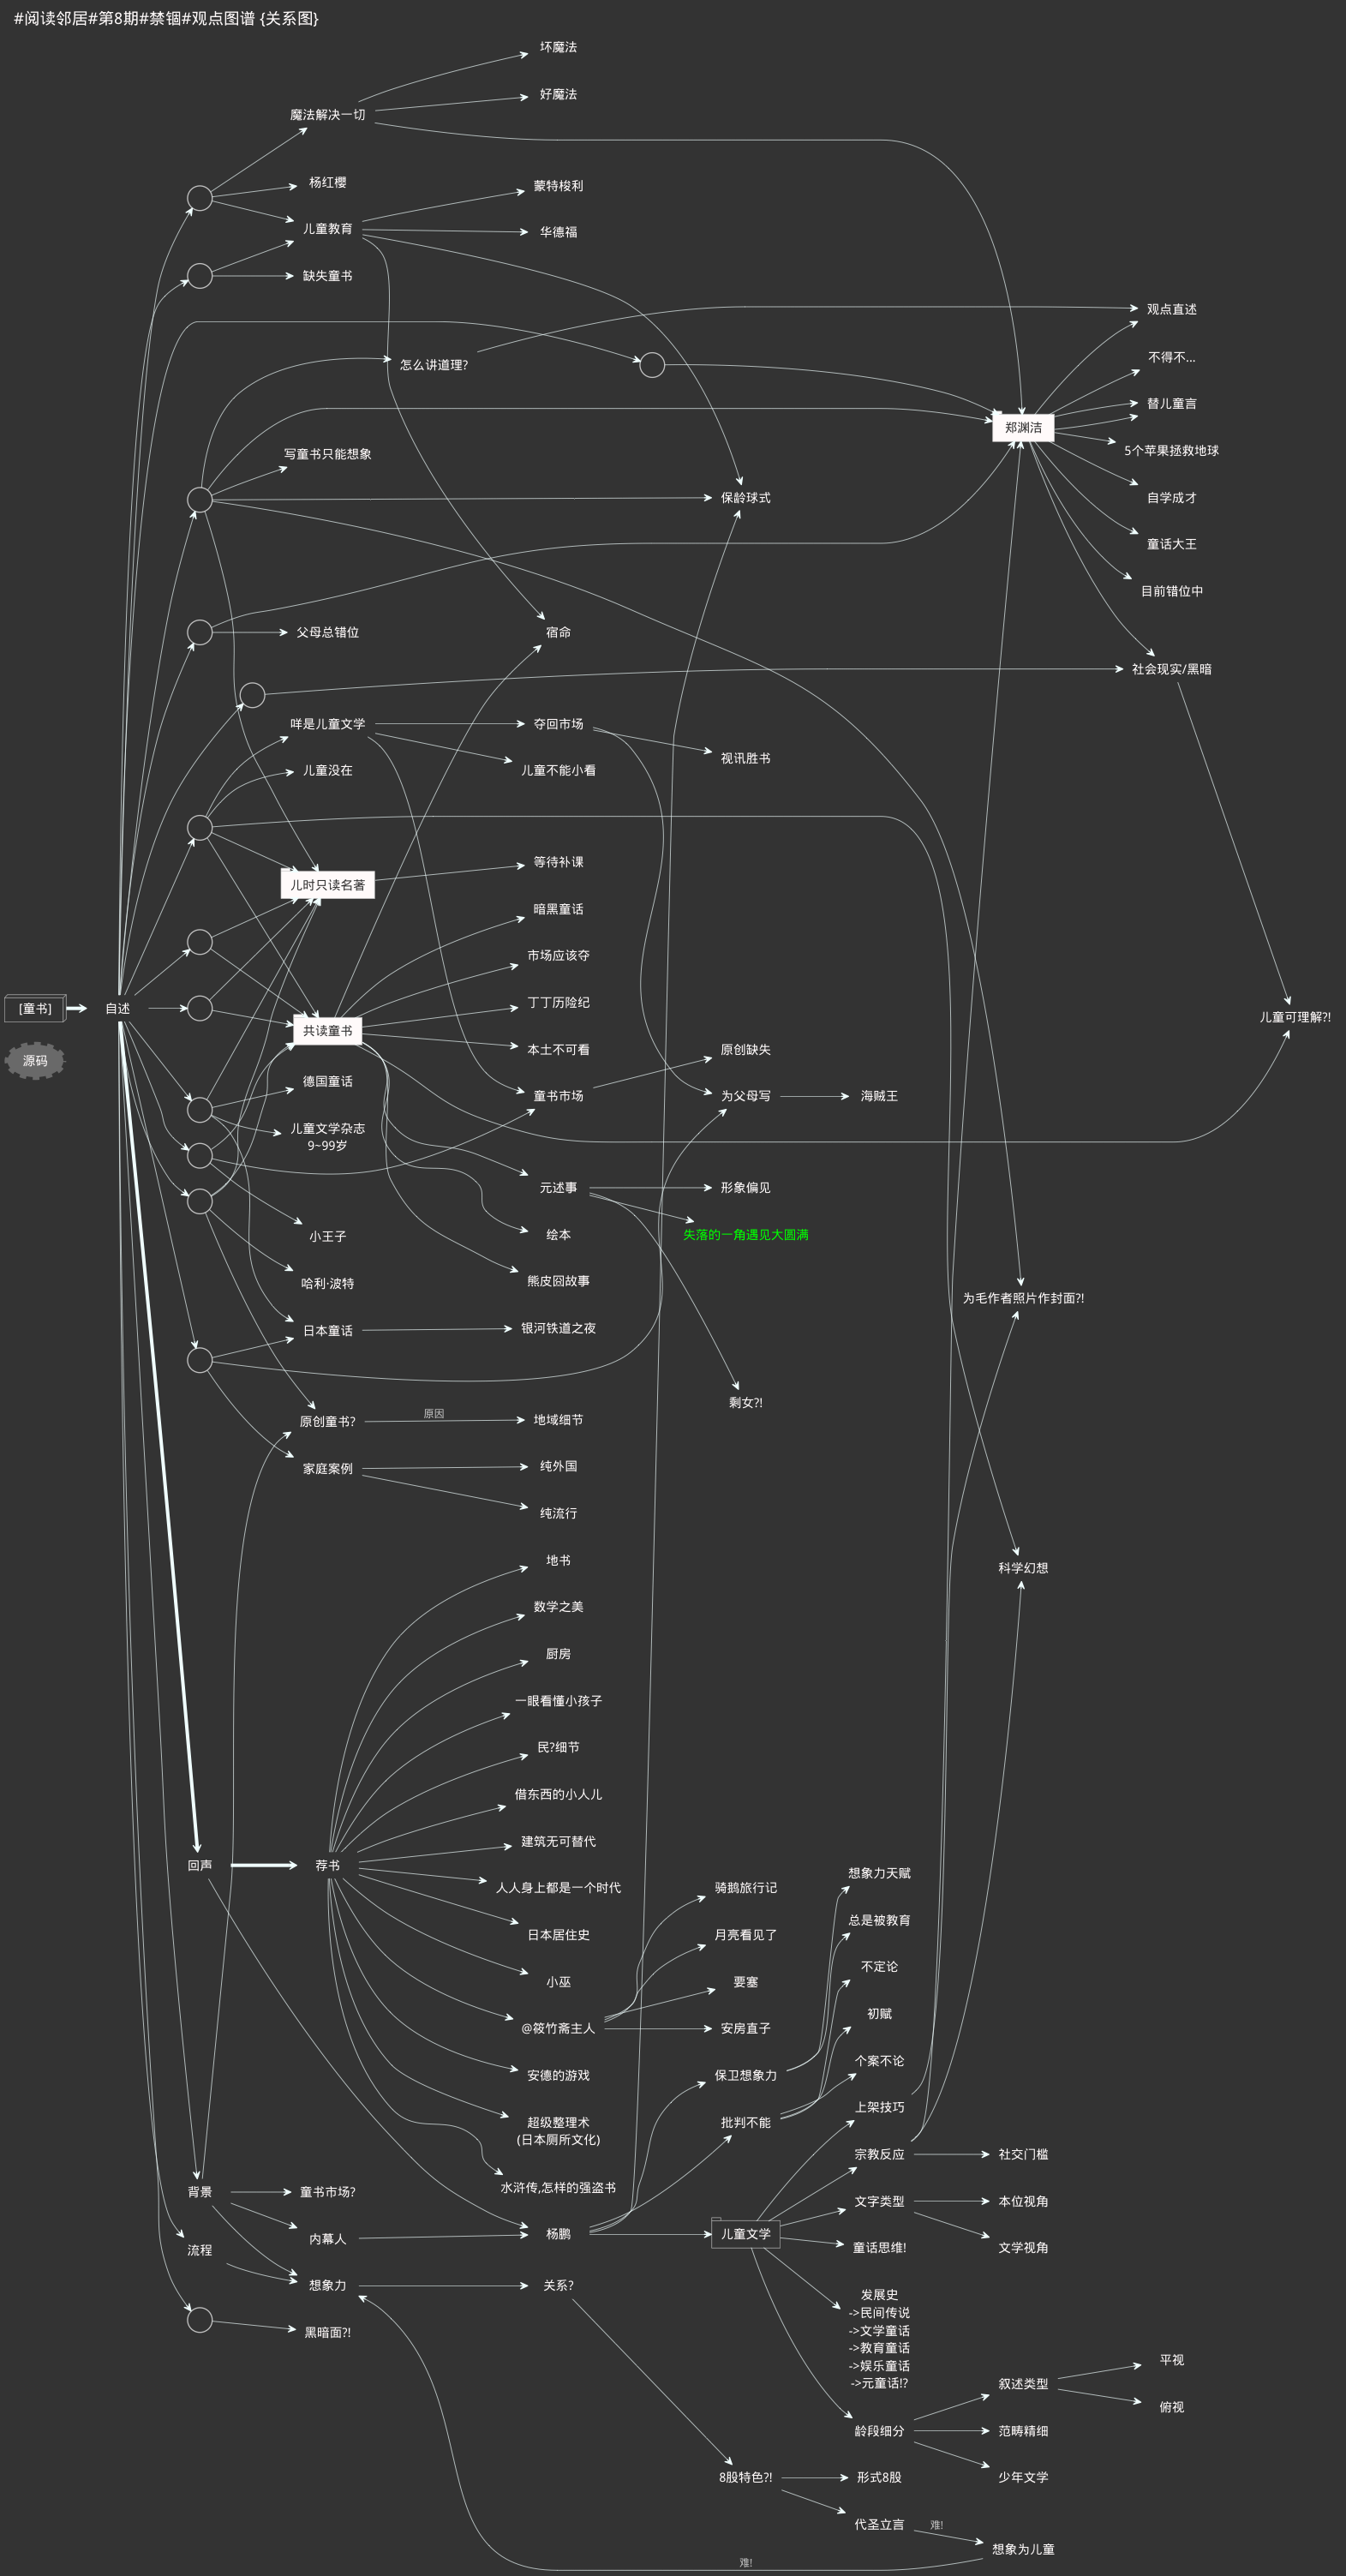 #阅读邻居#第8期#禁锢#观点图谱 {关系图}
坏魔法
好魔法
魔法解决一切
杨红樱
蒙特梭利
儿童教育
华德福
缺失童书
观点直述
怎么讲道理?
不得不...
替儿童言
郑渊洁
写童书只能想象
5个苹果拯救地球
保龄球式
自学成才
童话大王
目前错位中
父母总错位
宿命
社会现实/黑暗
咩是儿童文学
夺回市场
视讯胜书
儿童没在
儿童不能小看
等待补课
儿时只读名著
暗黑童话
市场应该夺
[童书]
自述
丁丁历险纪
儿童可理解?!
共读童书
本土不可看
原创缺失
源码
德国童话
童书市场
为父母写
海贼王
儿童文学杂志
9~99岁
元述事
形象偏见
小王子
绘本
失落的一角遇见大圆满
哈利·波特
熊皮囧故事
为毛作者照片作封面?!
日本童话
银河铁道之夜
剩女?!
原创童书?
原因
地域细节
家庭案例
纯外国
纯流行
地书
科学幻想
数学之美
厨房
一眼看懂小孩子
民?细节
借东西的小人儿
建筑无可替代
回声
荐书
想象力天赋
人人身上都是一个时代
骑鹅旅行记
总是被教育
日本居住史
月亮看见了
不定论
小巫
要塞
初赋
@筱竹斋主人
安房直子
个案不论
安德的游戏
保卫想象力
上架技巧
超级整理术
(日本厕所文化)
批判不能
宗教反应
社交门槛
水浒传,怎样的强盗书
背景
童书市场?
文字类型
本位视角
内幕人
杨鹏
儿童文学
童话思维!
文学视角
流程
想象力
关系?
发展史
->民间传说
->文学童话
->教育童话
->娱乐童话
->元童话!?
黑暗面?!
平视
叙述类型
俯视
龄段细分
范畴精细
8股特色?!
形式8股
少年文学
代圣立言
难!
想象为儿童
难!